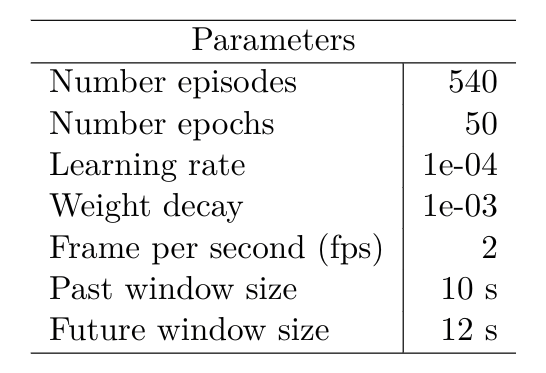 Parameters
Number episodes 540
Number epochs 50
Learning rate 1e-04
Weight decay 1e-03
Frame per second (fps) 2
Past window size 10 s
Future window size 12 s